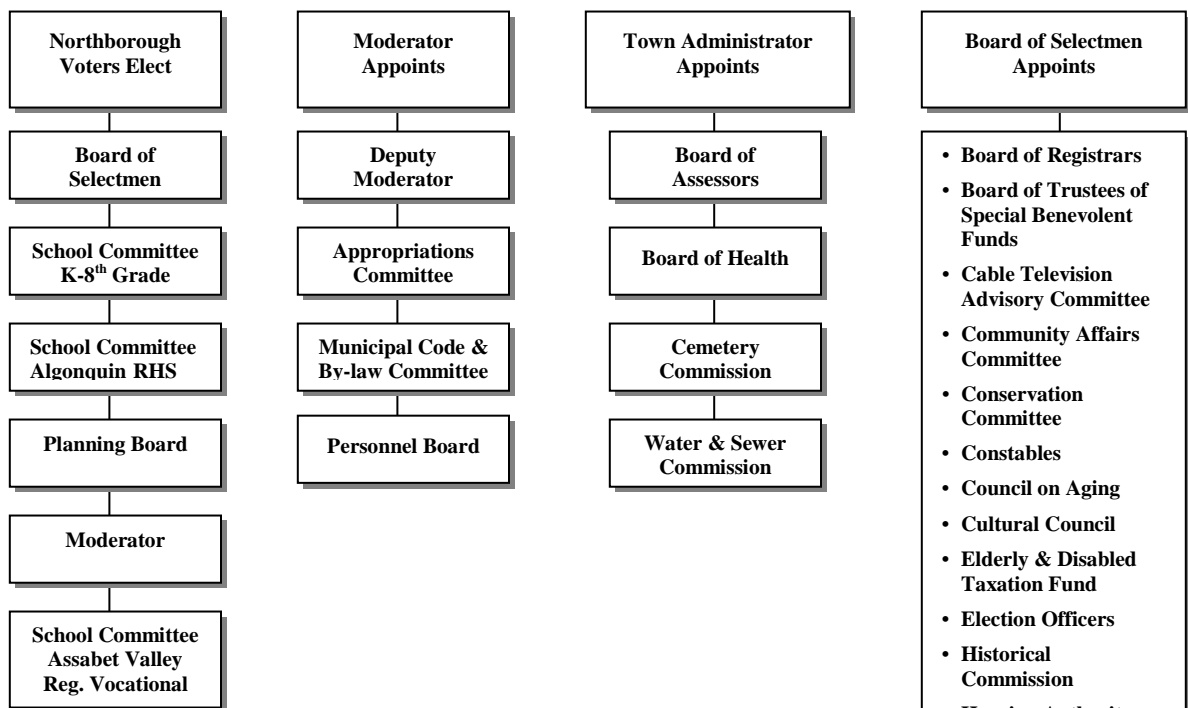 Northborough
Voters Elect
Board of
Selectmen
School Committee
K-8th Grade
School Committee
Algonquin RHS
Planning Board
Moderator
School Committee
Assabet Valley
Reg. Vocational
Moderator
Appoints
Deputy
Moderator
Appropriations
Committee
Municipal Code &
By-law Committee
Personnel Board
Town Administrator
Appoints
Board of
Assessors
Board of Health
Cemetery
Commission
Water & Sewer
Commission
Board of Selectmen
Appoints
• Board of Registrars
• Board of Trustees of
Special Benevolent
Funds
• Cable Television
Advisory Committee
• Community Affairs
Committee
• Conservation
Committee
• Constables
• Council on Aging
• Cultural Council
• Elderly & Disabled
Taxation Fund
• Election Officers
• Historical
Commission